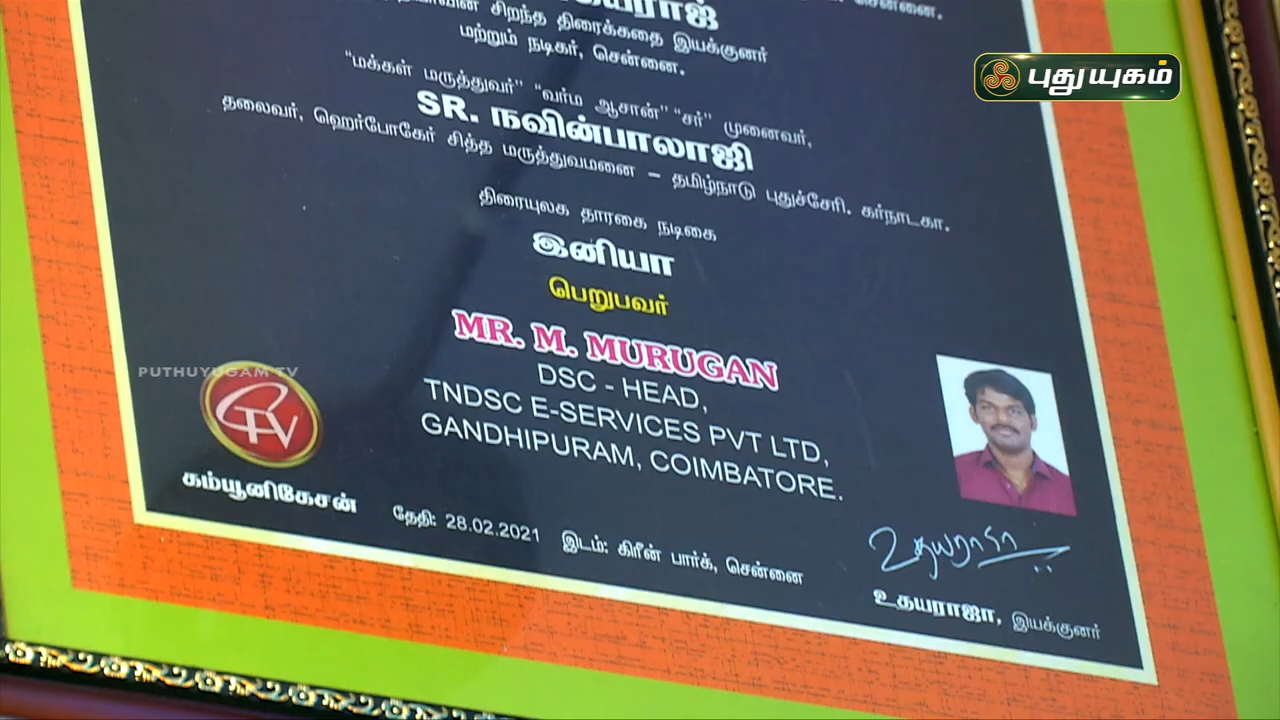 சென்னை.
சிறந்த திரைக்கதை இயக்குனர்
மற்றும் நடிகர், சென்னை.
“மக்கள் மருத்துவர்” “வர்ம ஆசான்” “சர்” முனைவர்,
SR. நவின்பாலாஜி
தலைவர், ஹெர்போகேர் சித்த மருத்துவமனை – தமிழ்நாடு புதுச்சேரி. கர்நாடகா.
திரையுலக தாரகை நடிகை
இனியா
பெறுபவர்
MR. M. MURUGAN
DSC - HEAD,
TNDSC E-SERVICES PVT LTD,
GANDHIPURAM, COIMBATORE.
கம்யூனிகேசன்
தேதி: 28.02.2021 இடம்: கிரீன் பார்க், சென்னை
உதயராஜா
உதயராஜா, இயக்குனர்
புதுயுகம்
PUTHUYUGAM TV